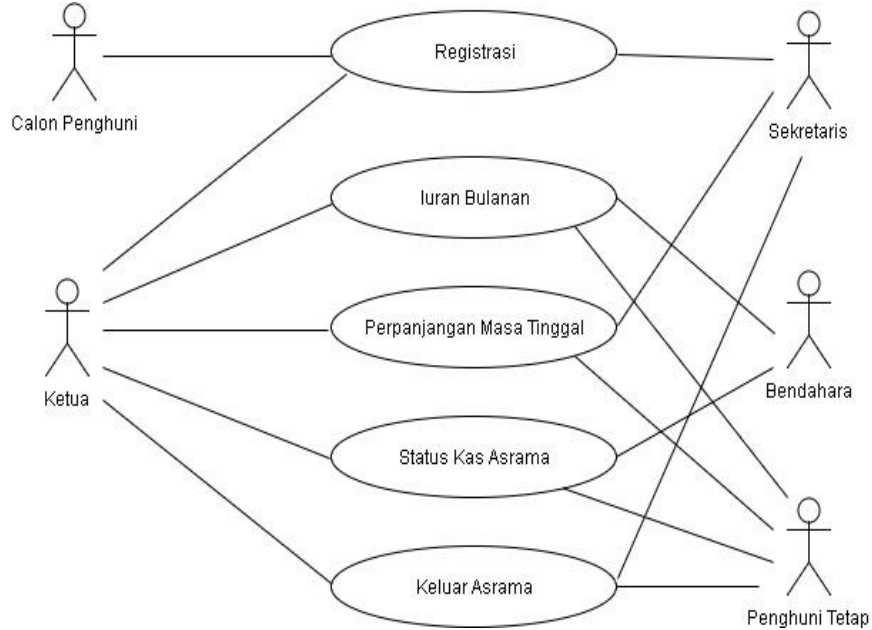 Registrasi
Calon Penghuni
Sekretaris
Iuran Bulanan
Perpanjangan Masa Tinggal
Ketua
Bendahara
Status Kas Asrama
Keluar Asrama
Penghuni Tetap